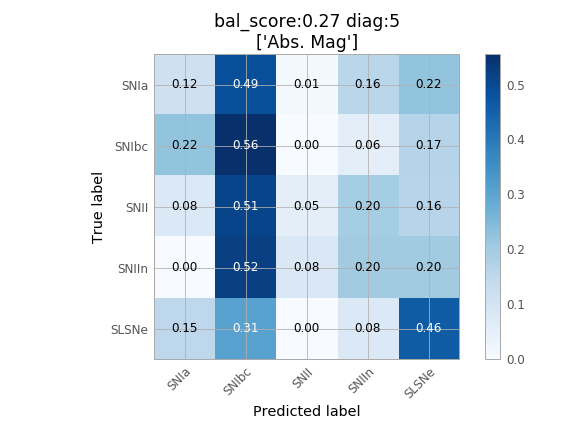 bal_score:0.27 diag:5
['Abs. Mag']
SNIa 0.12 0.49 0.01 0.16 0.22
SNIbc 0.22 0.56 0.00 0.06 0.17
SNII 0.08 0.51 0.05 0.20 0.16
SNIIn 0.00 0.52 0.08 0.20 0.20
SLSNe 0.15 0.31 0.00 0.08 0.46
True label
SNIa SNIbc SNII SNIIn SLSNe
Predicted label
0.5
0.4
0.3
0.2
0.1
0.0